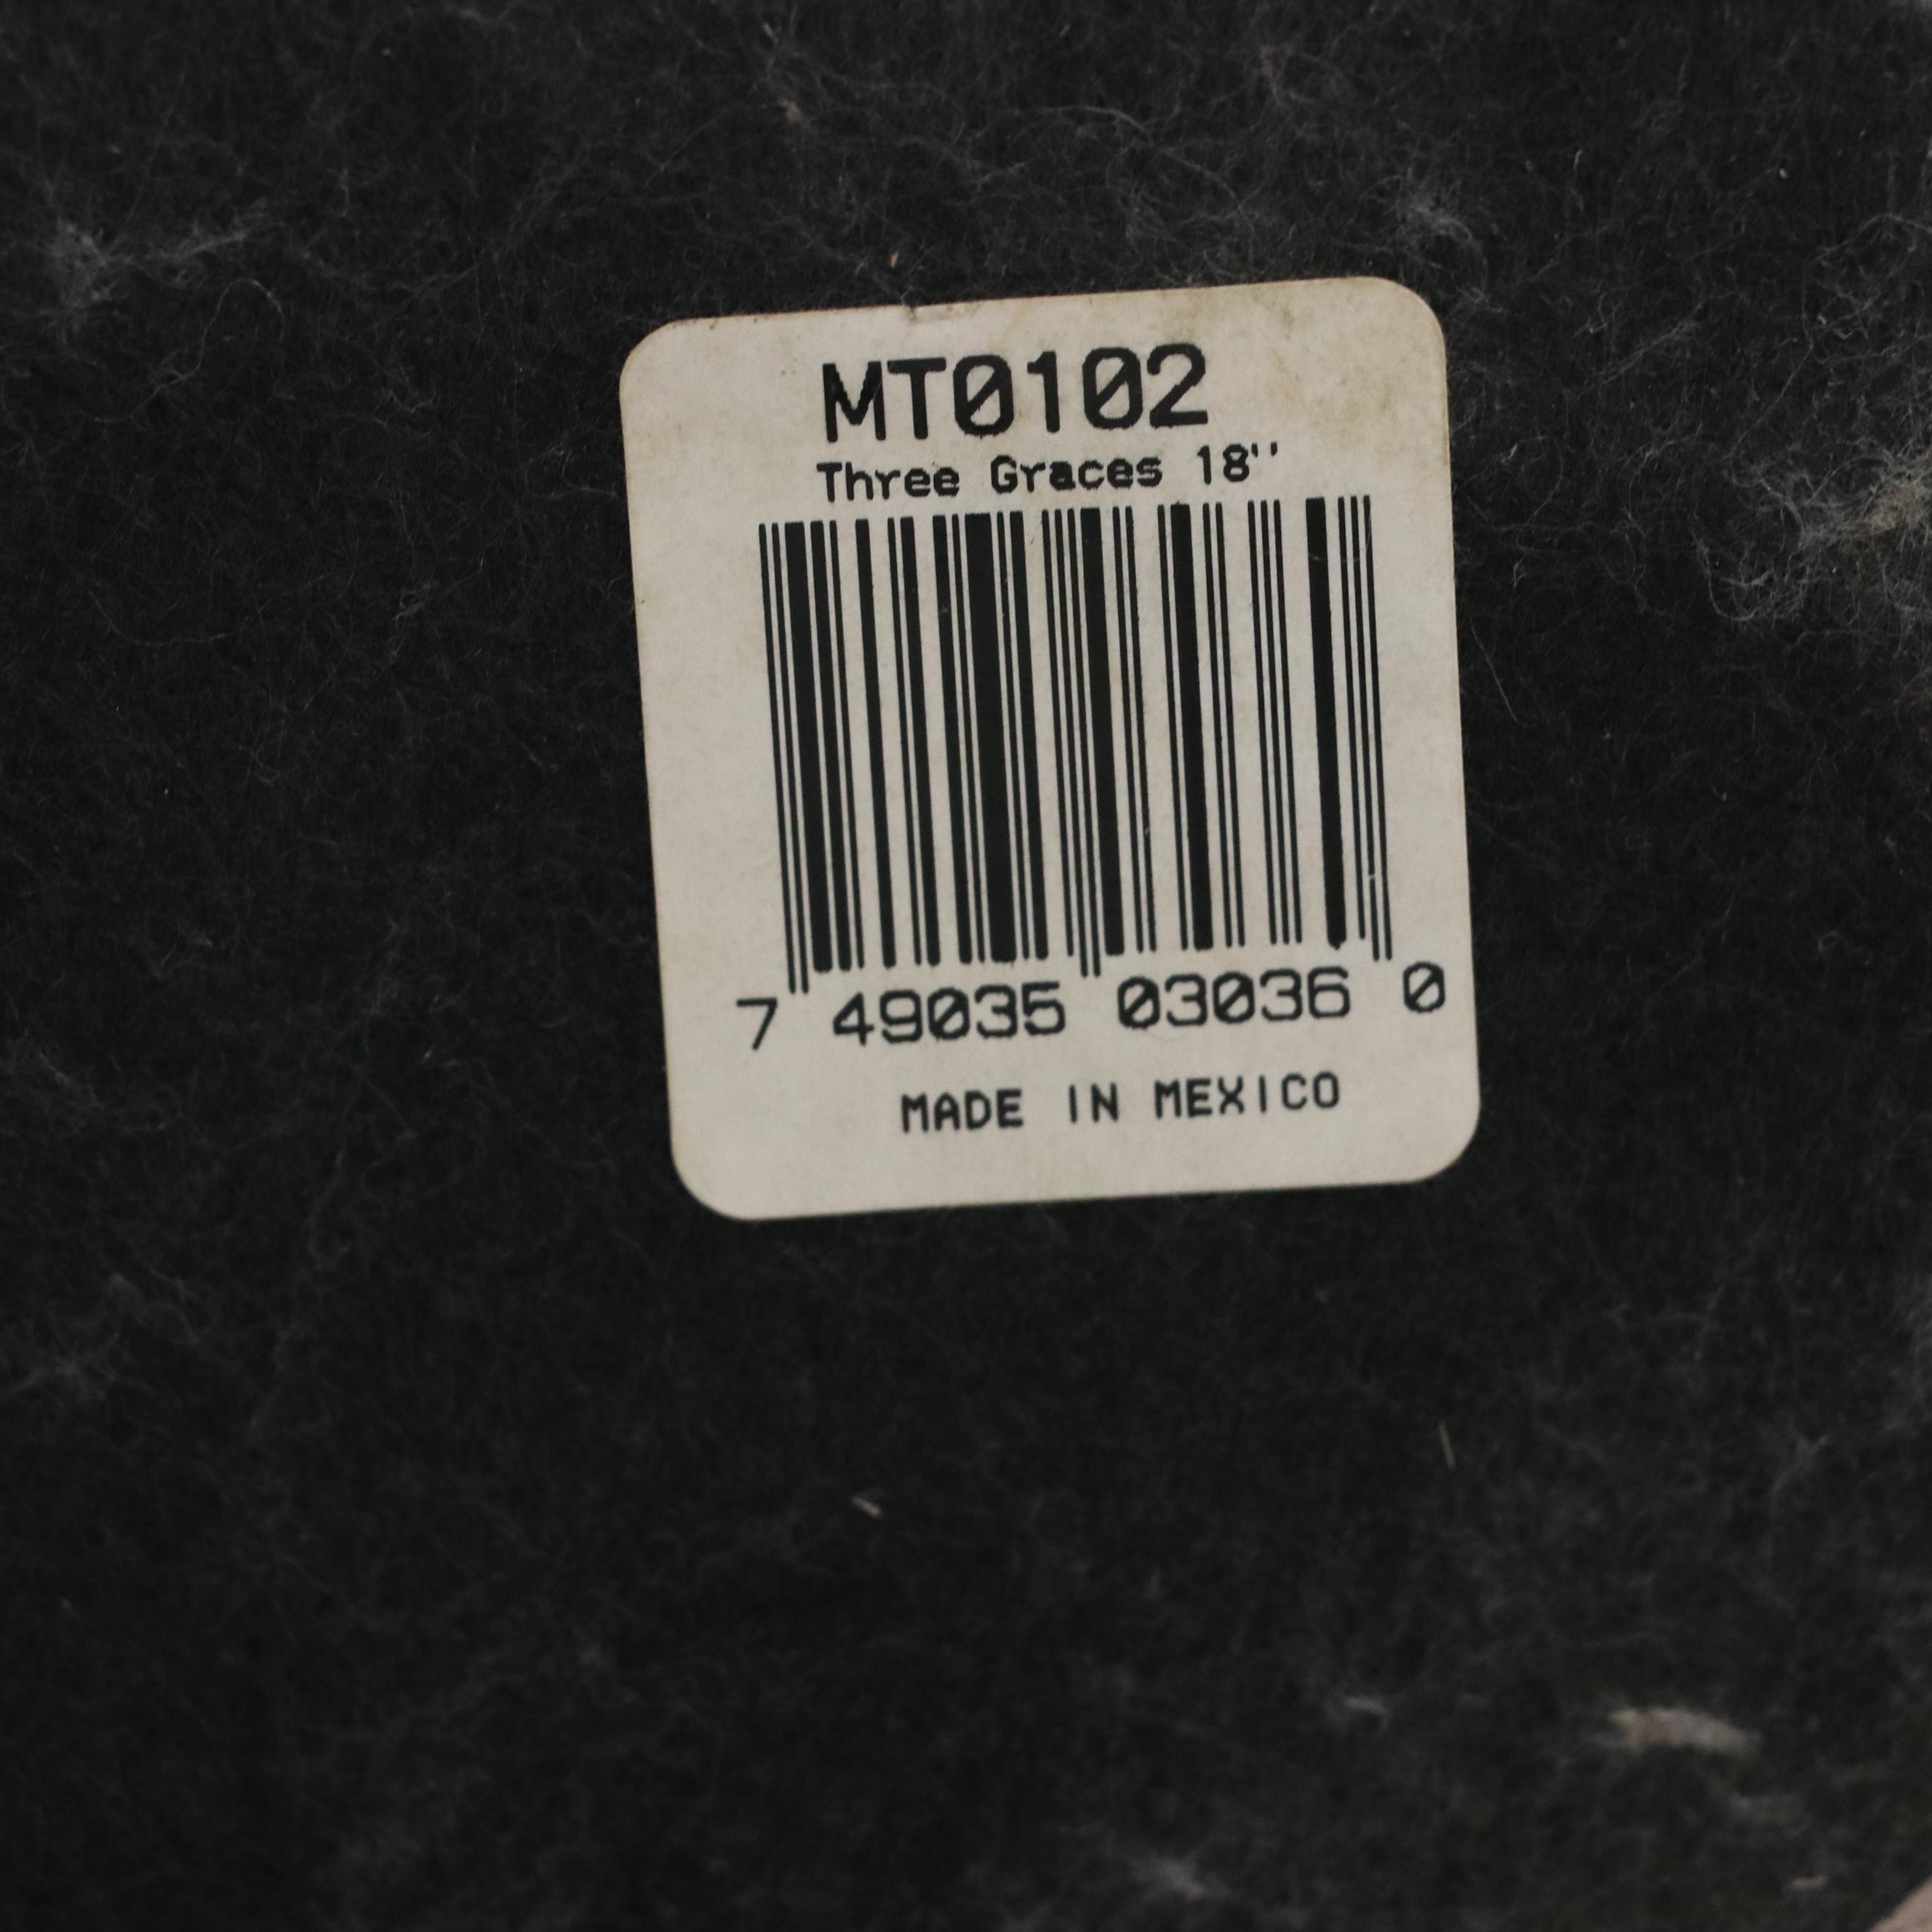 MT0102
Three Graces 18''
7 49035 03036 0
MADE IN MEXICO